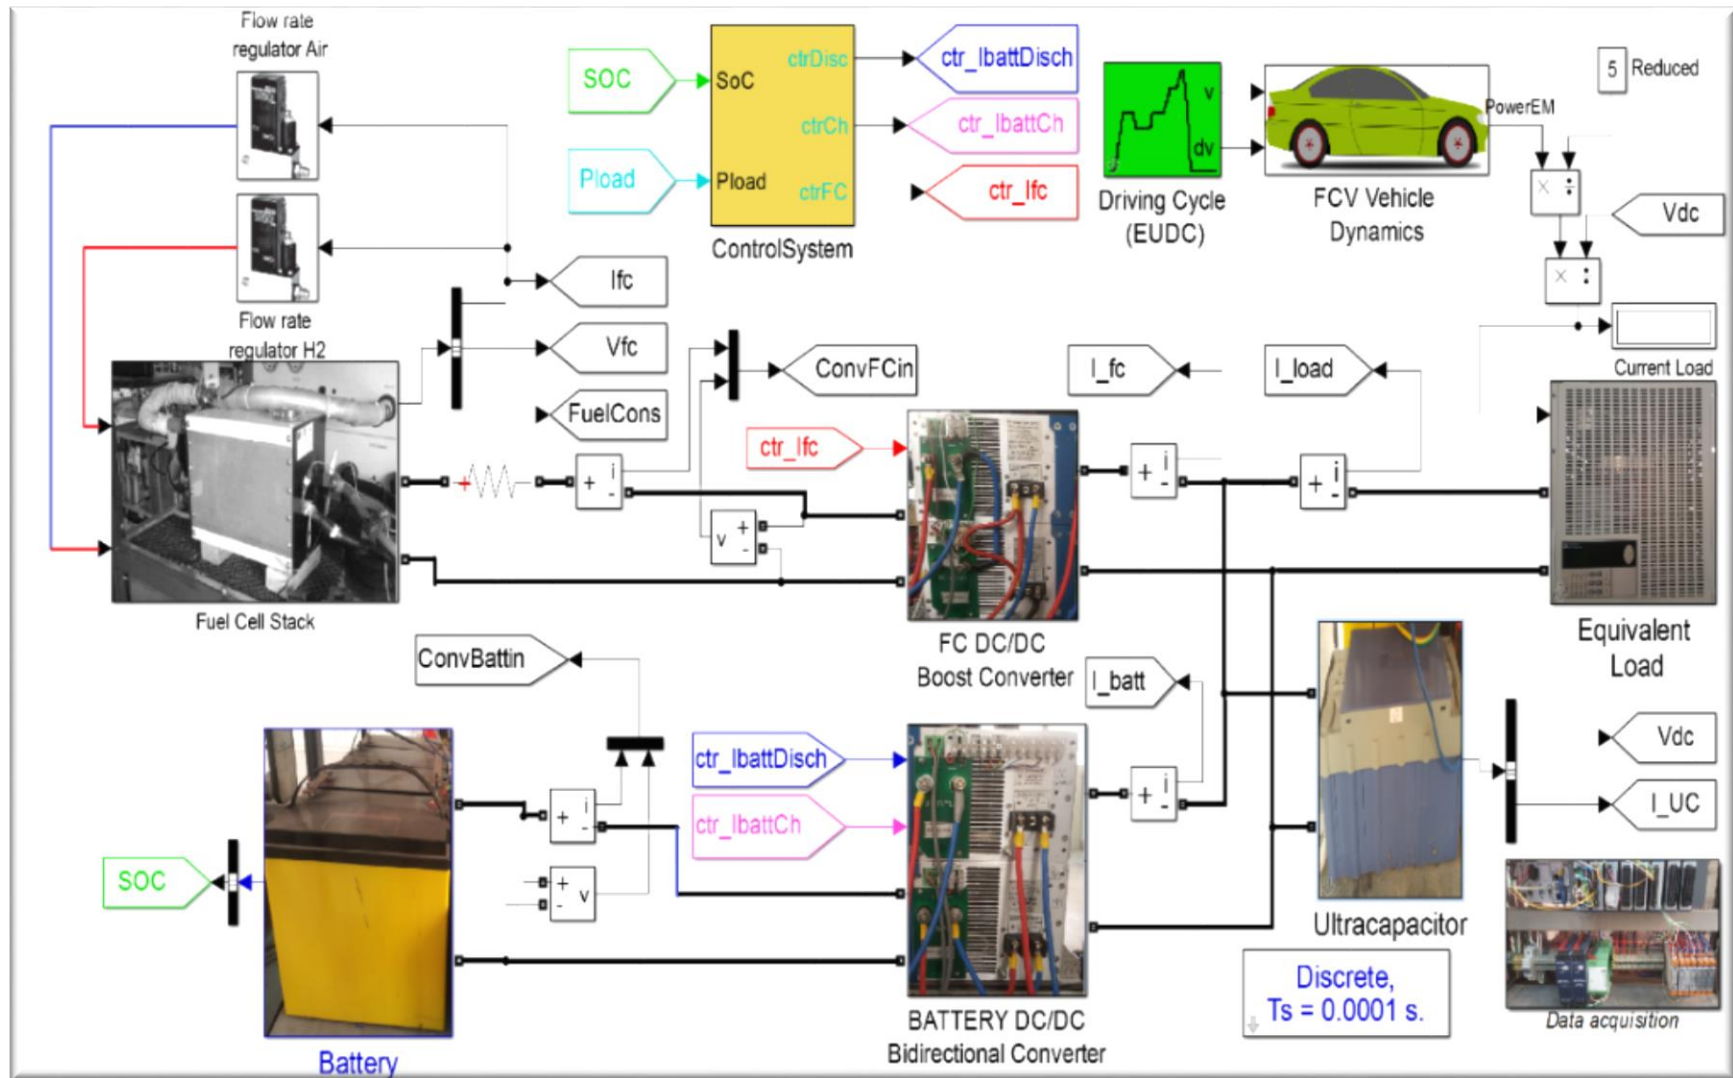 Flow rate
regulator Air
SOC
Pload
SoC
Pload
ctrDisc
ctrCh
ctrFC
ControlSystem
ctr_IbattDisch
ctr_IbattCh
ctr_Ifc
v
dv
Driving Cycle
(EUDC)
PowerEM
FCV Vehicle
Dynamics
5
Reduced
× ÷
Vdc
× ÷
Current Load
Flow rate
regulator H2
Ifc
Vfc
FuelCons
ConvFCin
I_fc
I_load
ctr_Ifc
+ i -
v + -
+ i -
+ i -
Fuel Cell Stack
FC DC/DC
Boost Converter
Equivalent
Load
ConvBattin
I_batt
ctr_IbattDisch
ctr_IbattCh
+ i -
+ - v
+ i -
SOC
Vdc
I_UC
Ultracapacitor
Discrete,
Ts = 0.0001 s.
Data acquisition
Battery
BATTERY DC/DC
Bidirectional Converter